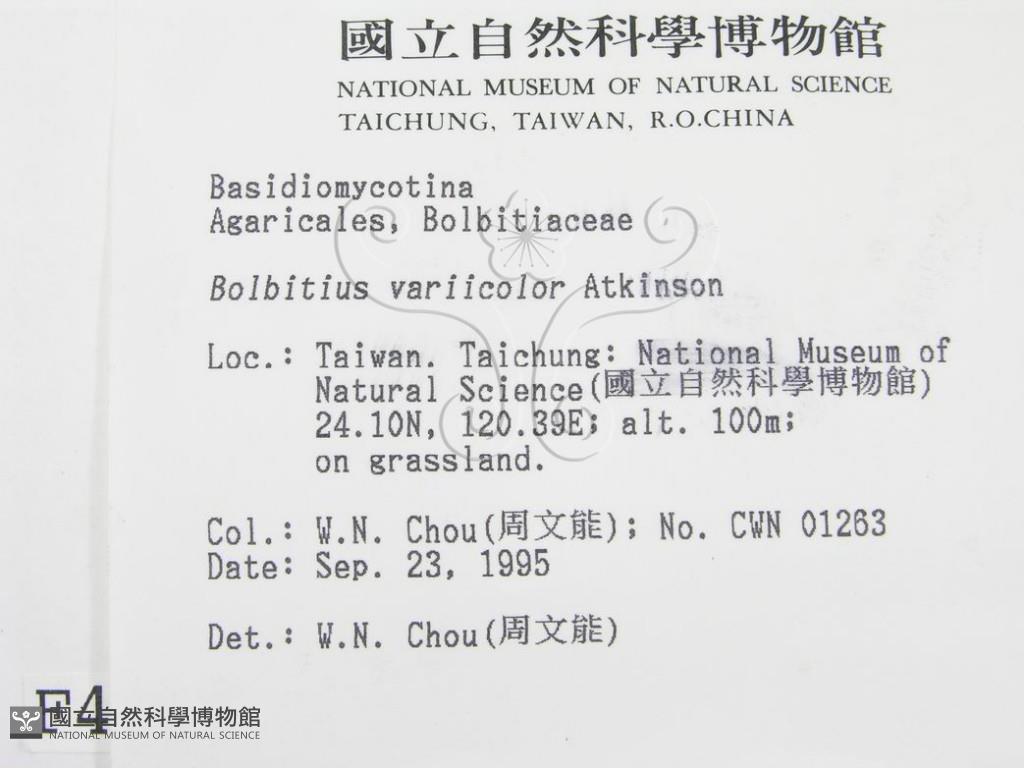 國立自然科學博物館
NATIONAL MUSEUM OF NATURAL SCIENCE
TAICHUNG, TAIWAN, R.O.CHINA
Basidiomycotina
Agaricales, Bolbitiaceae
Bolbitius variicolor Atkinson
Loc.: Taiwan. Taichung: National Museum of
Natural Science(國立自然科學博物館)
24.10N, 120.39E; alt. 100m;
on grassland.
Col.: W.N. Chou(周文能); No. CWN 01263
Date: Sep. 23, 1995
Det.: W.N. Chou(周文能)
E4
國立自然科學博物館
NATIONAL MUSEUM OF NATURAL SCIENCE